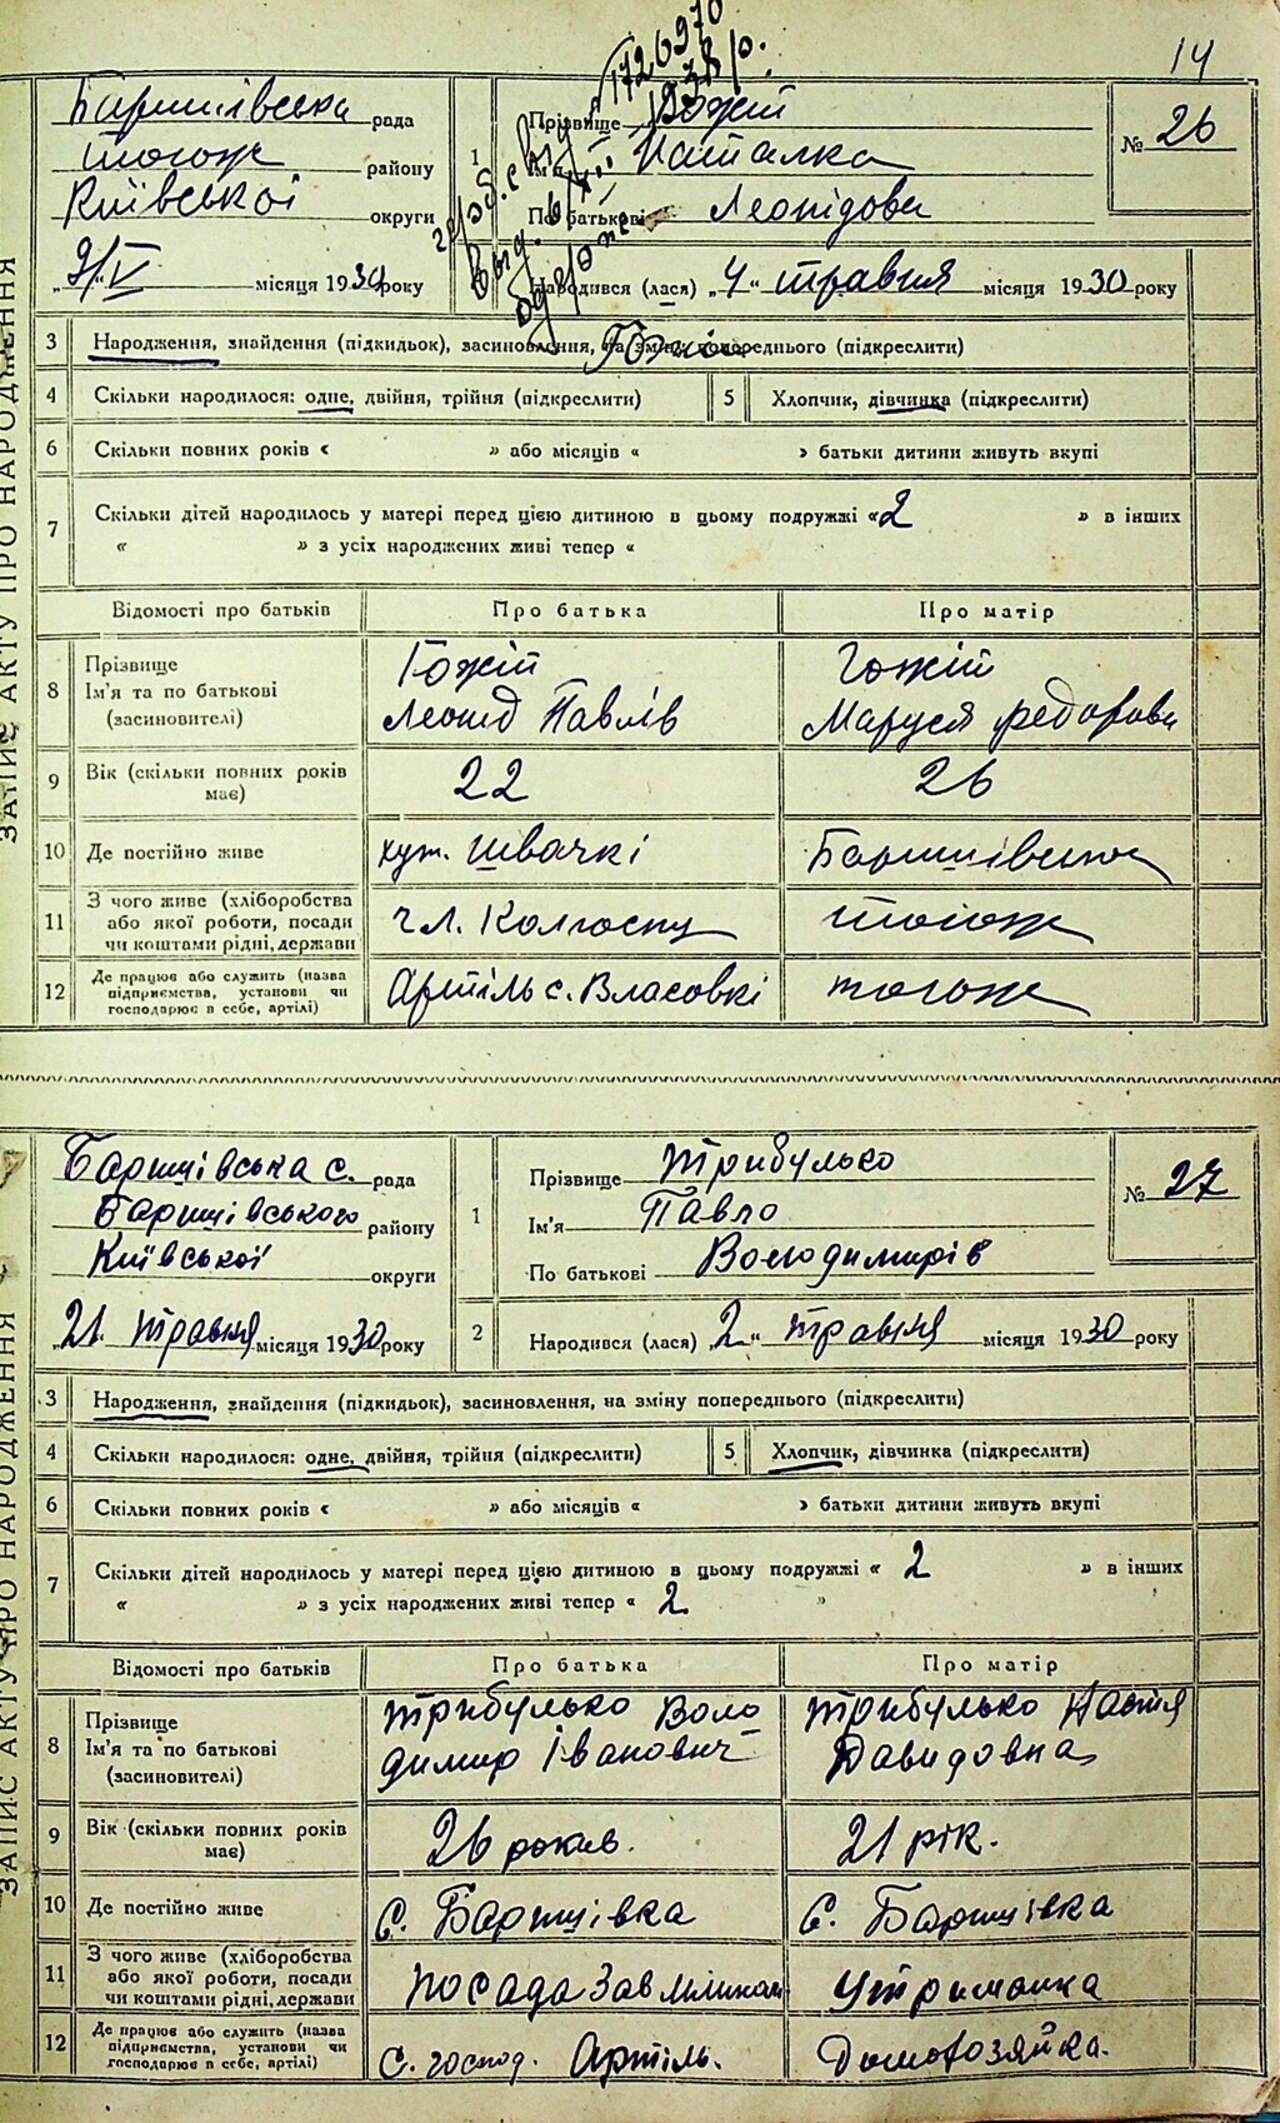 14
ЗАПИС АКТУ ПРО НАРОДЖЕННЯ
Баришівська рада
тогож району
Київської округи
„9/V місяця 1930 року
1
Прізвище Гожій
Ім'я Наталка
По батькові Леонідова
№ 26
Народився (лася) „4“ травня місяця 1930 року
3 Народження, знайдення (підкидьок), засиновлення, на зміну попереднього (підкреслити)
4 Скільки народилося: одне, двійня, трійня (підкреслити)
5 Хлопчик, дівчинка (підкреслити)
6 Скільки повних років « » або місяців « » батьки дитини живуть вкупі
7 Скільки дітей народилось у матері перед цією дитиною в цьому подружжі «2 » в інших
« » з усіх народжених живі тепер «
Відомості про батьків Про батька Про матір
8 Прізвище
Ім'я та по батькові
(засиновителі)
Гожій
Леонид Павлів
Гожій
Маруся Федорова
9 Вік (скільки повних років
має)
22
26
10 Де постійно живе
хут. Швачкі
Баришівська
11 З чого живе (хліборобства
або якої роботи, посади
чи коштами рідні, держави
чл. Колгоспу
тогож
12 Де працює або служить (назва
підприємства, установи чи
господарює в себе, артілі)
Артіль с. Власовкі
тогож
ЗАПИС АКТУ ПРО НАРОДЖЕННЯ
Баришівська с. рада
Баришівського району
Київської округи
„21. травня місяця 1930 року
1
Прізвище Трибулько
Ім'я Павло
По батькові Володимирів
№ 27
2 Народився (лася) „2“ травня місяця 1930 року
3 Народження, знайдення (підкидьок), засиновлення, на зміну попереднього (підкреслити)
4 Скільки народилося: одне, двійня, трійня (підкреслити)
5 Хлопчик, дівчинка (підкреслити)
6 Скільки повних років « » або місяців « » батьки дитини живуть вкупі
7 Скільки дітей народилось у матері перед цією дитиною в цьому подружжі « 2 » в інших
« » з усіх народжених живі тепер « 2 »
Відомості про батьків Про батька Про матір
8 Прізвище
Ім'я та по батькові
(засиновителі)
Трибулько Воло
димир Іванович
Трибулько Настя
Давидовна
9 Вік (скільки повних років
має)
26 рокив.
21 рік.
10 Де постійно живе
С. Баришівка
С. Баришівка
11 З чого живе (хліборобства
або якої роботи, посади
чи коштами рідні, держави
посада Зав млинам
Утриманка
12 Де працює або служить (назва
підприємства, установи чи
господарює в себе, артілі)
С. господ. Артіль.
Домохозяйка.